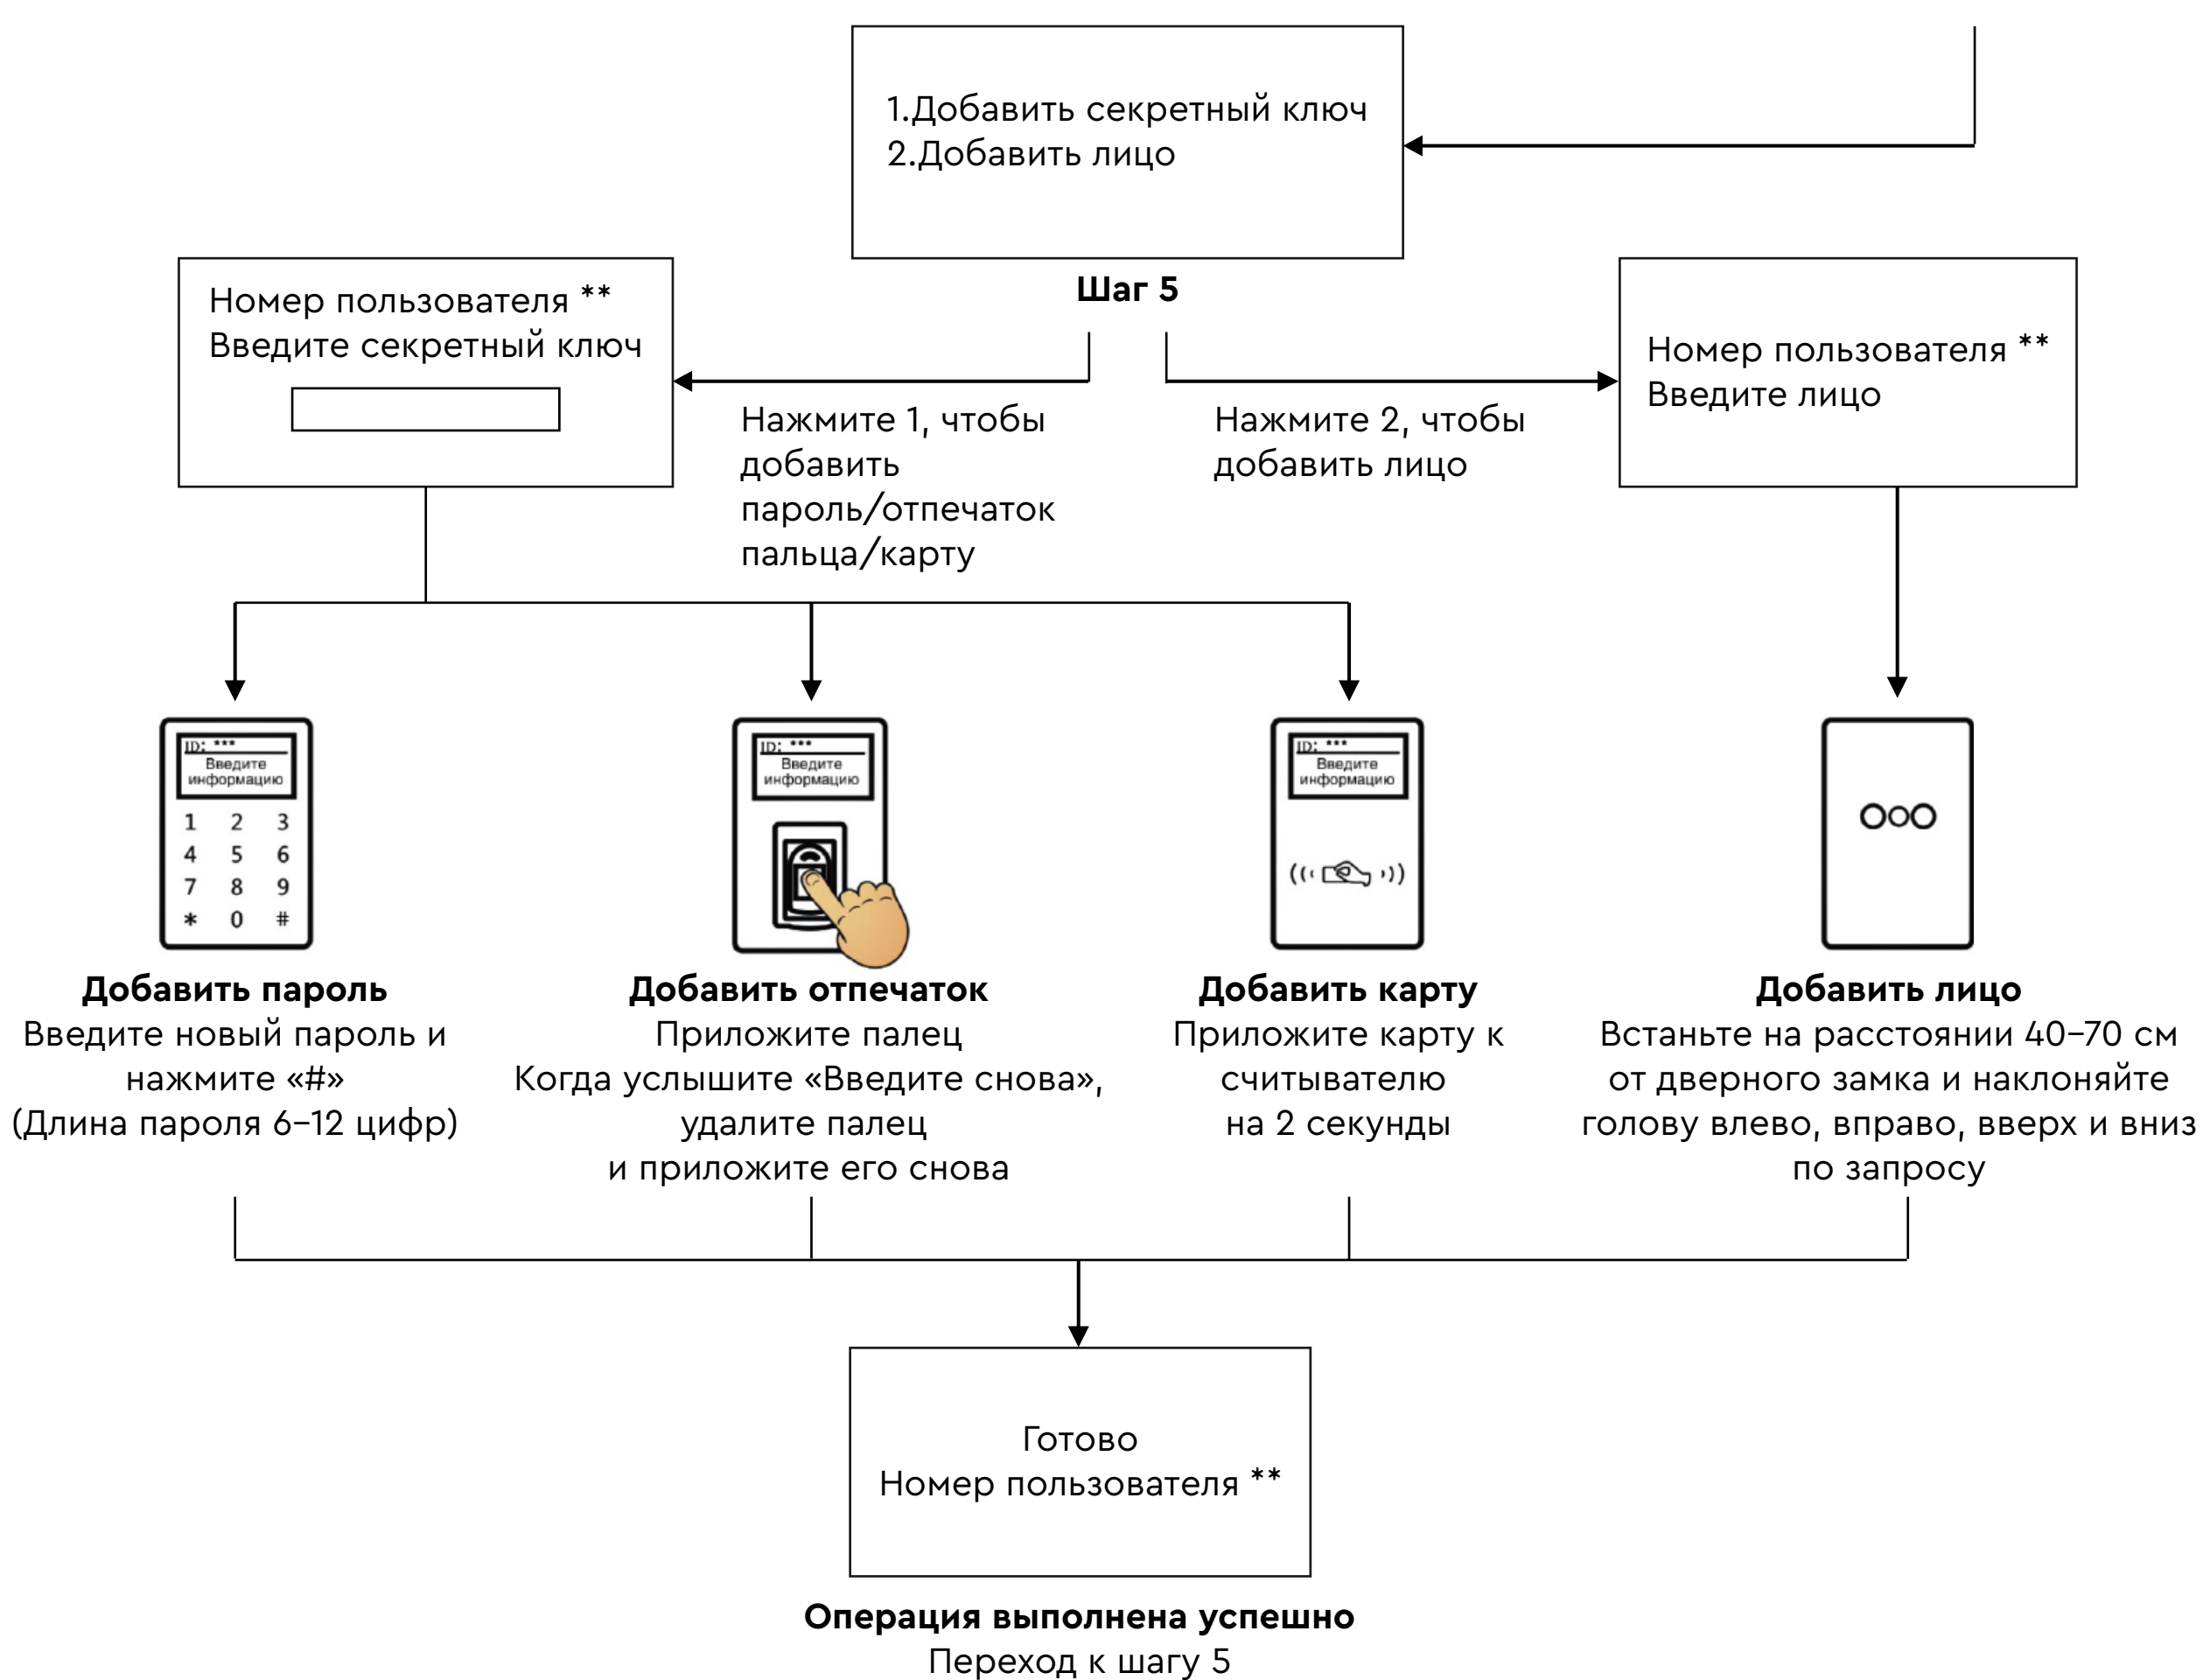 1.Добавить секретный ключ
2.Добавить лицо
Шаг 5
Номер пользователя **
Введите секретный ключ
Нажмите 1, чтобы
добавить
пароль/отпечаток
пальца/карту
Нажмите 2, чтобы
добавить лицо
Номер пользователя **
Введите лицо
ID: ***
Введите
информацию
1 2 3
4 5 6
7 8 9
* 0 #
Добавить пароль
Введите новый пароль и
нажмите «#»
(Длина пароля 6–12 цифр)
ID: ***
Введите
информацию
Добавить отпечаток
Приложите палец
Когда услышите «Введите снова»,
удалите палец
и приложите его снова
ID: ***
Введите
информацию
Добавить карту
Приложите карту к
считывателю
на 2 секунды
Добавить лицо
Встаньте на расстоянии 40–70 см
от дверного замка и наклоняйте
голову влево, вправо, вверх и вниз
по запросу
Готово
Номер пользователя **
Операция выполнена успешно
Переход к шагу 5